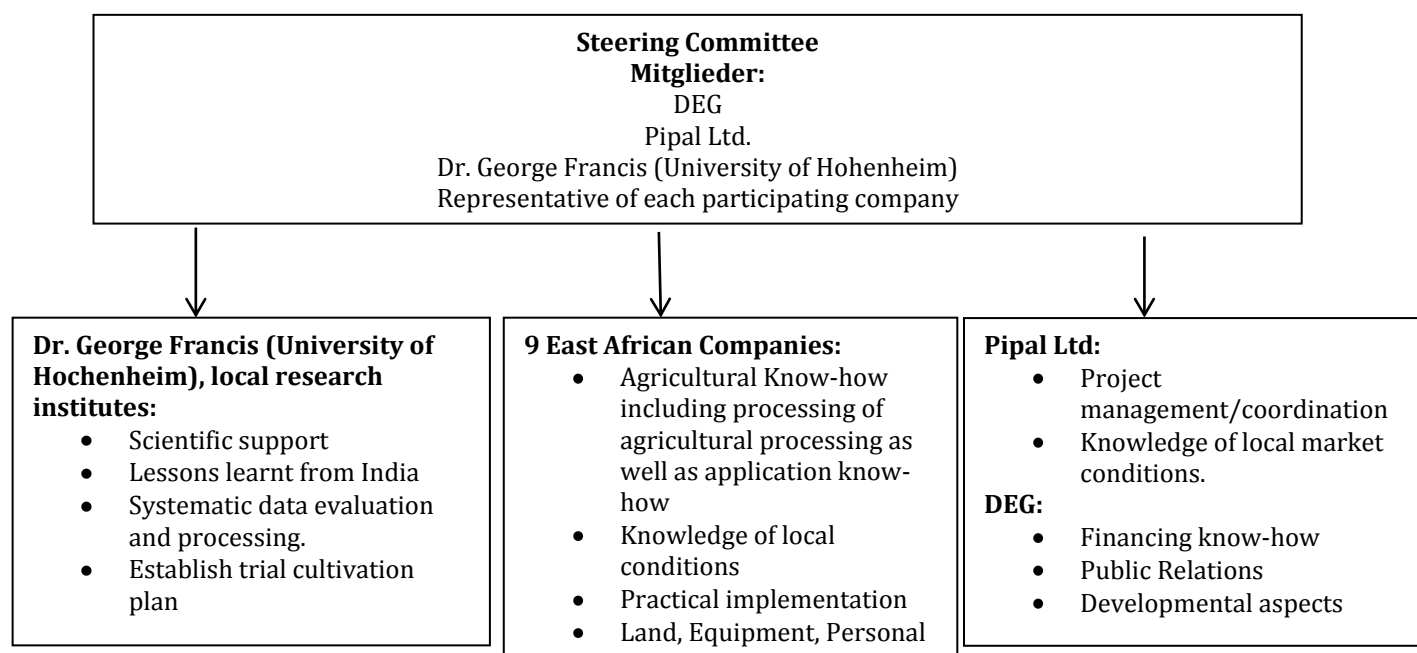 Steering Committee
Mitglieder:
DEG
Pipal Ltd.
Dr. George Francis (University of Hohenheim)
Representative of each participating company
Dr. George Francis (University of
Hochenheim), local research
institutes:
• Scientific support
• Lessons learnt from India
• Systematic data evaluation
and processing.
• Establish trial cultivation
plan
9 East African Companies:
• Agricultural Know-how
including processing of
agricultural processing as
well as application know-
how
• Knowledge of local
conditions
• Practical implementation
• Land, Equipment, Personal
Pipal Ltd:
• Project
management/coordination
• Knowledge of local market
conditions.
DEG:
• Financing know-how
• Public Relations
• Developmental aspects